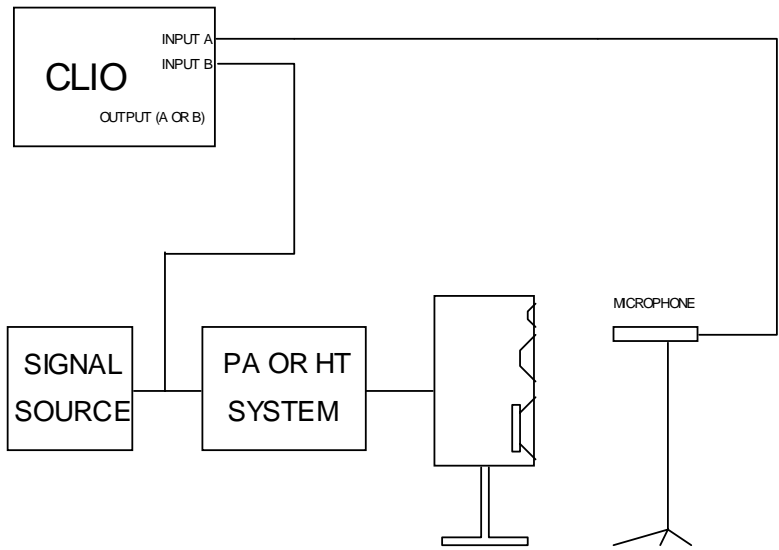 INPUT A
INPUT B
CLIO
OUTPUT (A OR B)
MICROPHONE
SIGNAL
SOURCE
PA OR HT
SYSTEM